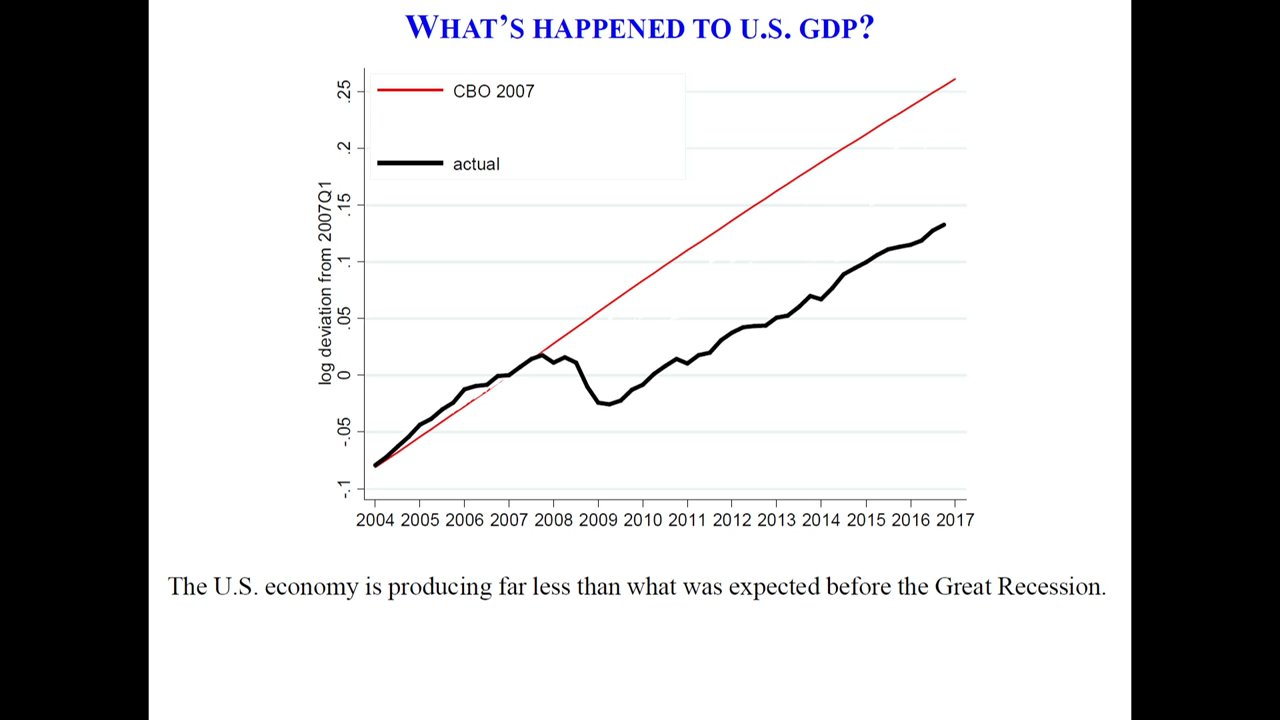 WHAT'S HAPPENED TO U.S. GDP?
CBO 2007
actual
log deviation from 2007Q1
.25
.2
.15
.1
.05
0
-.05
-.1
2004 2005 2006 2007 2008 2009 2010 2011 2012 2013 2014 2015 2016 2017
The U.S. economy is producing far less than what was expected before the Great Recession.